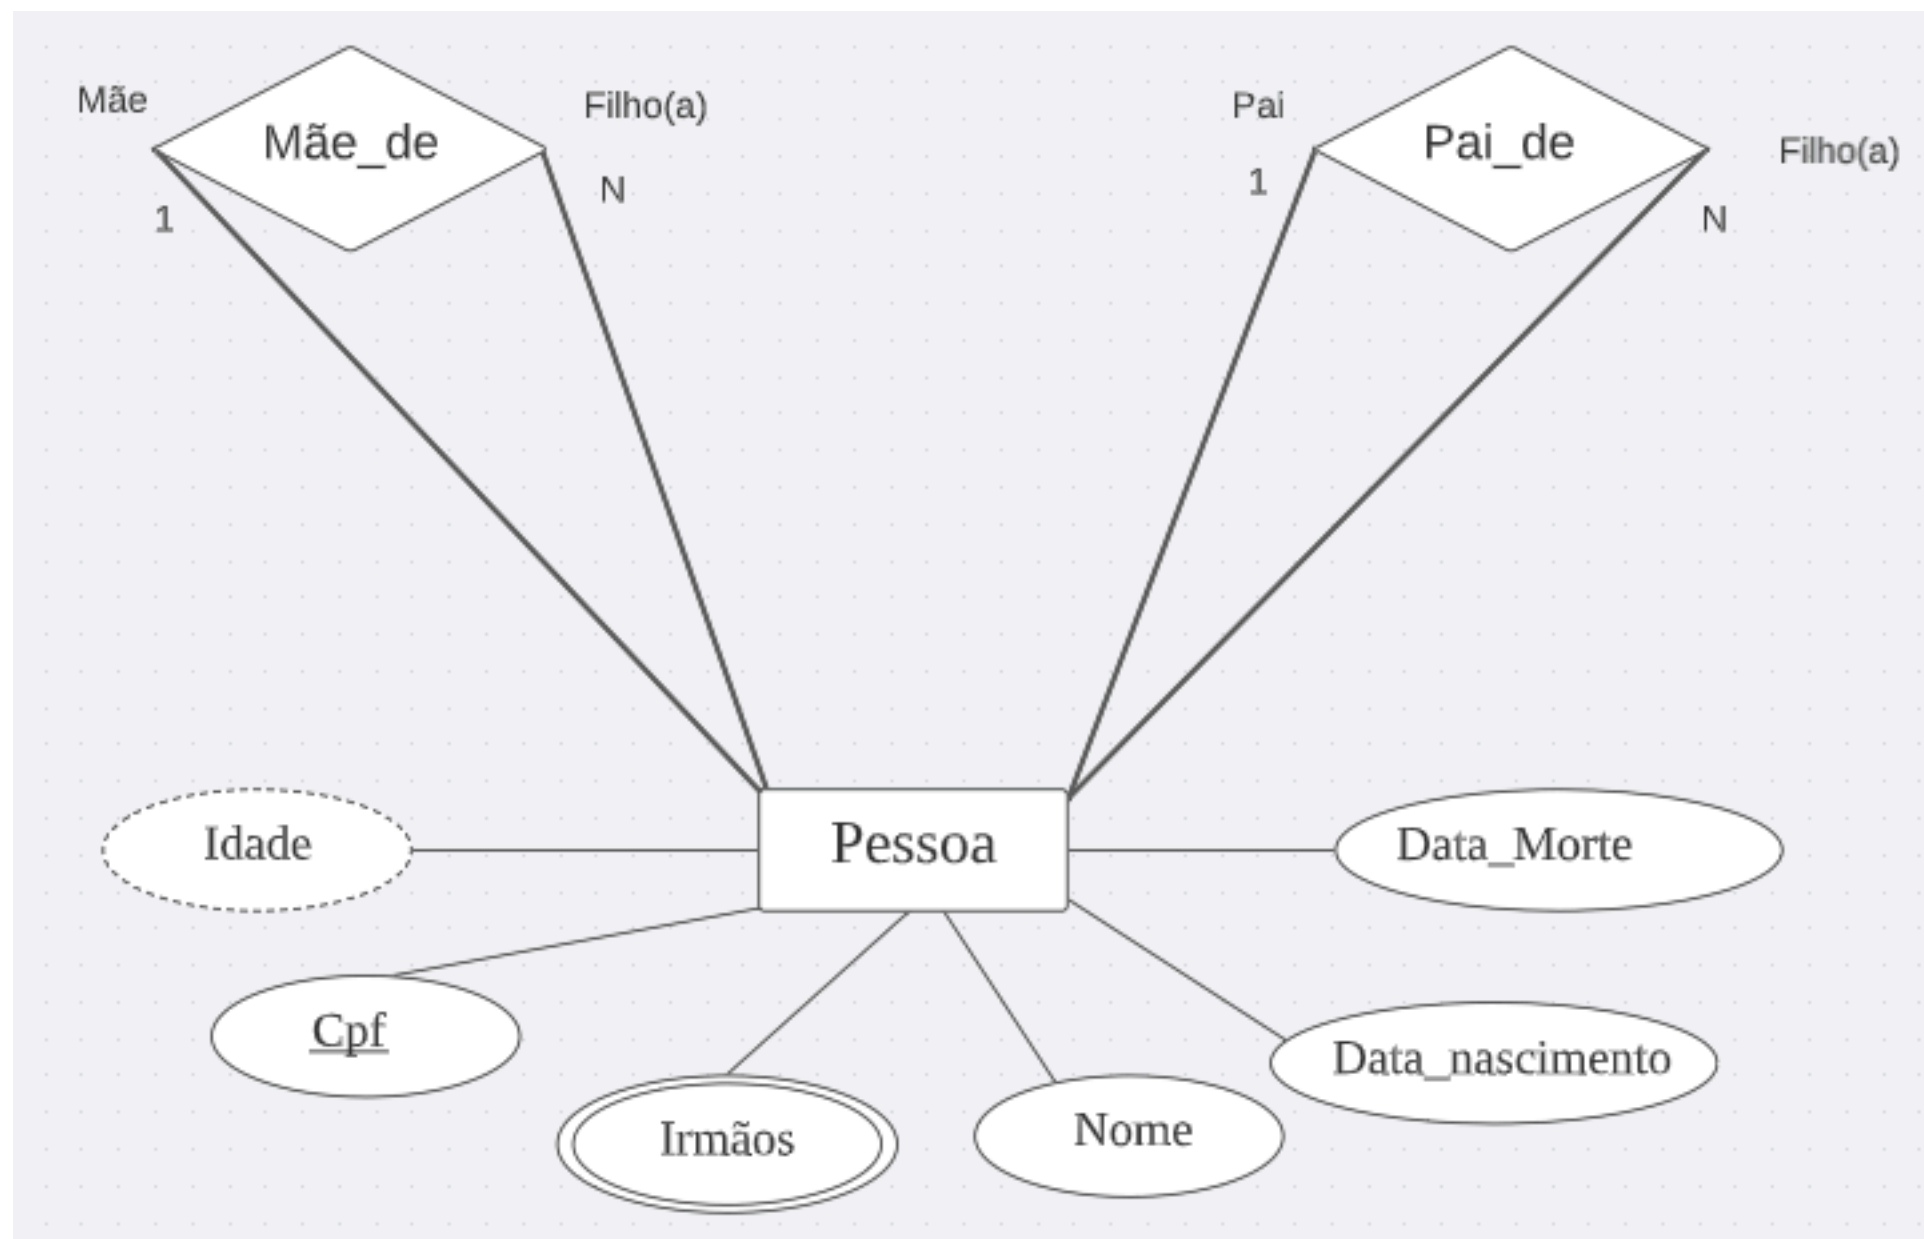 Mãe
Mãe_de
Filho(a)
1
N
Pai
Pai_de
Filho(a)
1
N
Pessoa
Idade
Data_Morte
Cpf
Irmãos
Nome
Data_nascimento